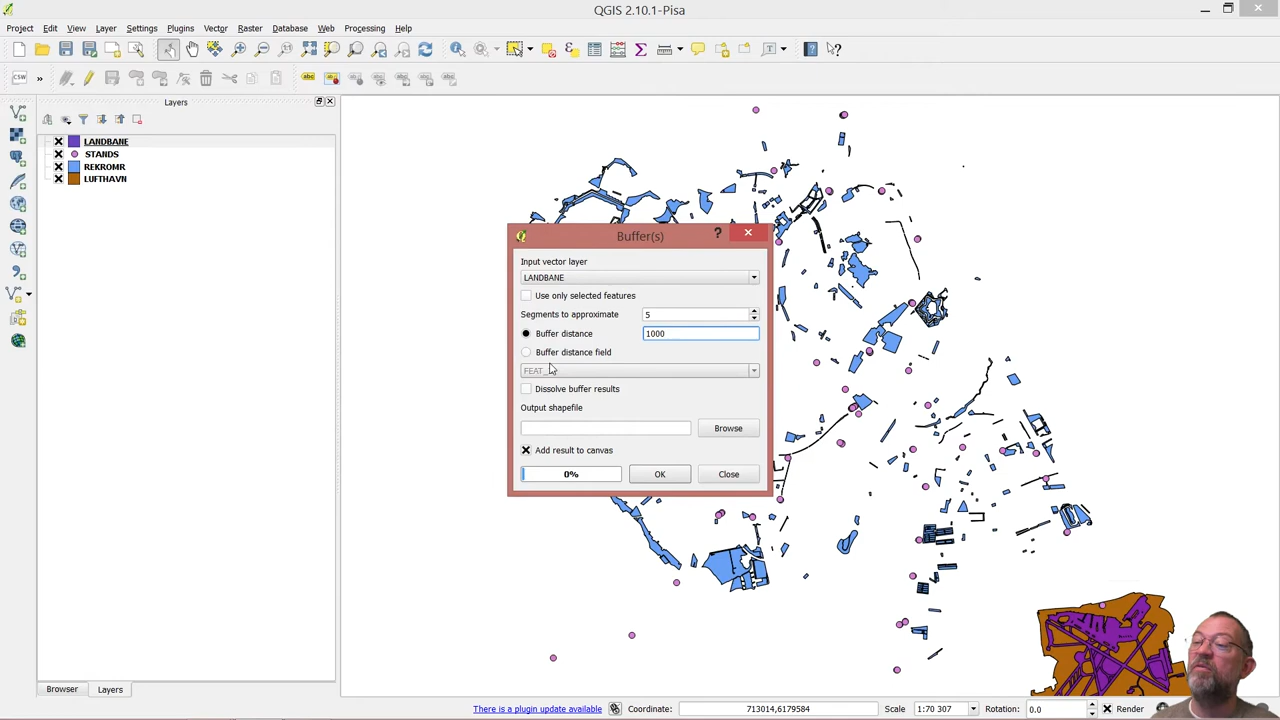 QGIS 2.10.1-Pisa
Project Edit View Layer Settings Plugins Vector Raster Database Web Processing Help
CSW »
Layers
LANDBANE
STANDS
REKROMR
LUFTHAVN
Buffer(s)
Input vector layer
LANDBANE
Use only selected features
Segments to approximate 5
Buffer distance 1000
Buffer distance field
Dissolve buffer results
Output shapefile
Browse
Add result to canvas
0% OK Close
Browser Layers
There is a plugin update available Coordinate: 713014,6179584 Scale 1:70 307 Rotation: 0.0 Render